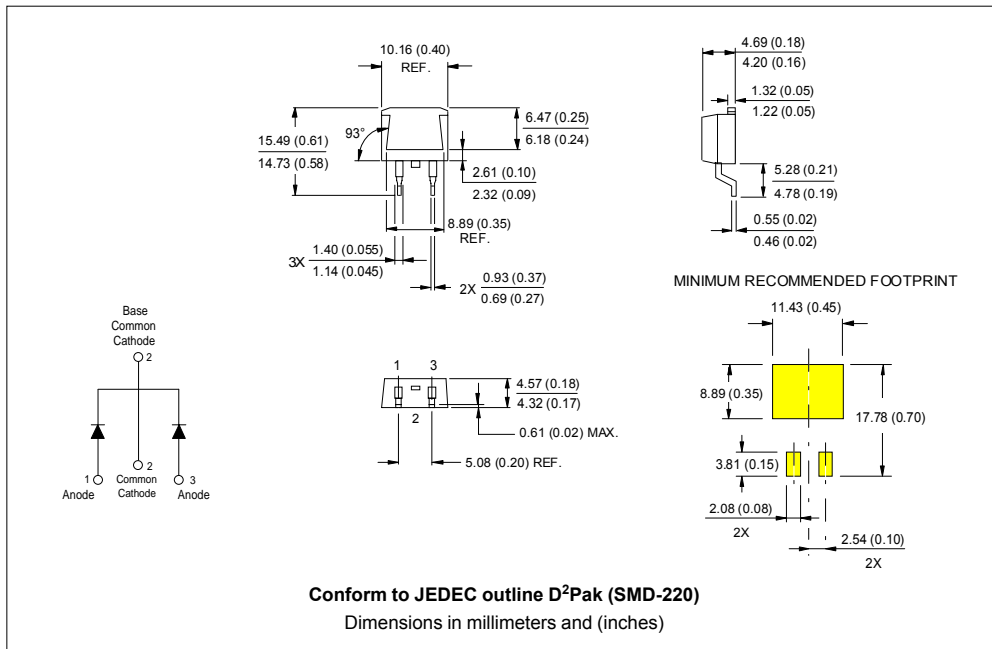 10.16 (0.40)
REF.
4.69 (0.18)
4.20 (0.16)
1.32 (0.05)
1.22 (0.05)
6.47 (0.25)
6.18 (0.24)
15.49 (0.61)
14.73 (0.58)
93°
2.61 (0.10)
2.32 (0.09)
5.28 (0.21)
4.78 (0.19)
8.89 (0.35)
REF.
0.55 (0.02)
0.46 (0.02)
3X
1.40 (0.055)
1.14 (0.045)
2X
0.93 (0.37)
0.69 (0.27)
MINIMUM RECOMMENDED FOOTPRINT
11.43 (0.45)
8.89 (0.35)
17.78 (0.70)
3.81 (0.15)
2.08 (0.08)
2X
2.54 (0.10)
2X
Base
Common
Cathode
2
2
1
Anode
Common
Cathode
3
Anode
1
3
2
4.57 (0.18)
4.32 (0.17)
0.61 (0.02) MAX.
5.08 (0.20) REF.
Conform to JEDEC outline D²Pak (SMD-220)
Dimensions in millimeters and (inches)